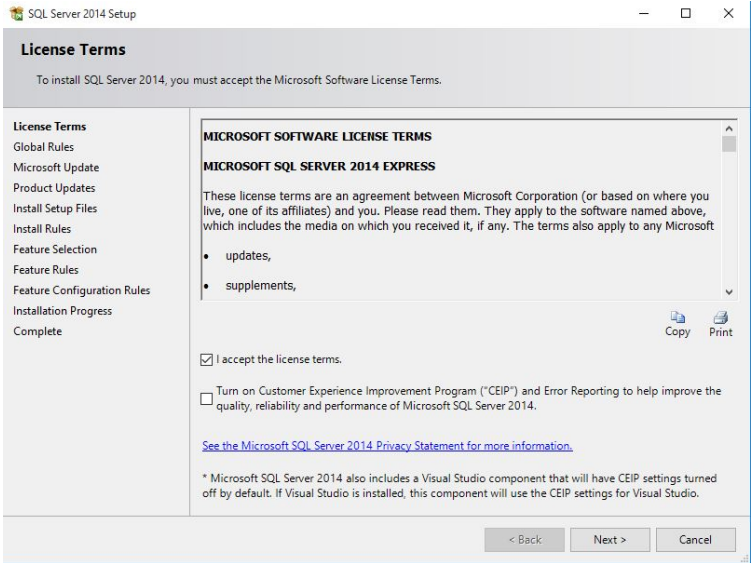 SQL Server 2014 Setup
License Terms
To install SQL Server 2014, you must accept the Microsoft Software License Terms.
License Terms
Global Rules
Microsoft Update
Product Updates
Install Setup Files
Install Rules
Feature Selection
Feature Rules
Feature Configuration Rules
Installation Progress
Complete
MICROSOFT SOFTWARE LICENSE TERMS
MICROSOFT SQL SERVER 2014 EXPRESS
These license terms are an agreement between Microsoft Corporation (or based on where you
live, one of its affiliates) and you. Please read them. They apply to the software named above,
which includes the media on which you received it, if any. The terms also apply to any Microsoft
• updates,
• supplements,
Copy
Print
I accept the license terms.
Turn on Customer Experience Improvement Program ("CEIP") and Error Reporting to help improve the
quality, reliability and performance of Microsoft SQL Server 2014.
See the Microsoft SQL Server 2014 Privacy Statement for more information.
* Microsoft SQL Server 2014 also includes a Visual Studio component that will have CEIP settings turned
off by default. If Visual Studio is installed, this component will use the CEIP settings for Visual Studio.
< Back
Next >
Cancel